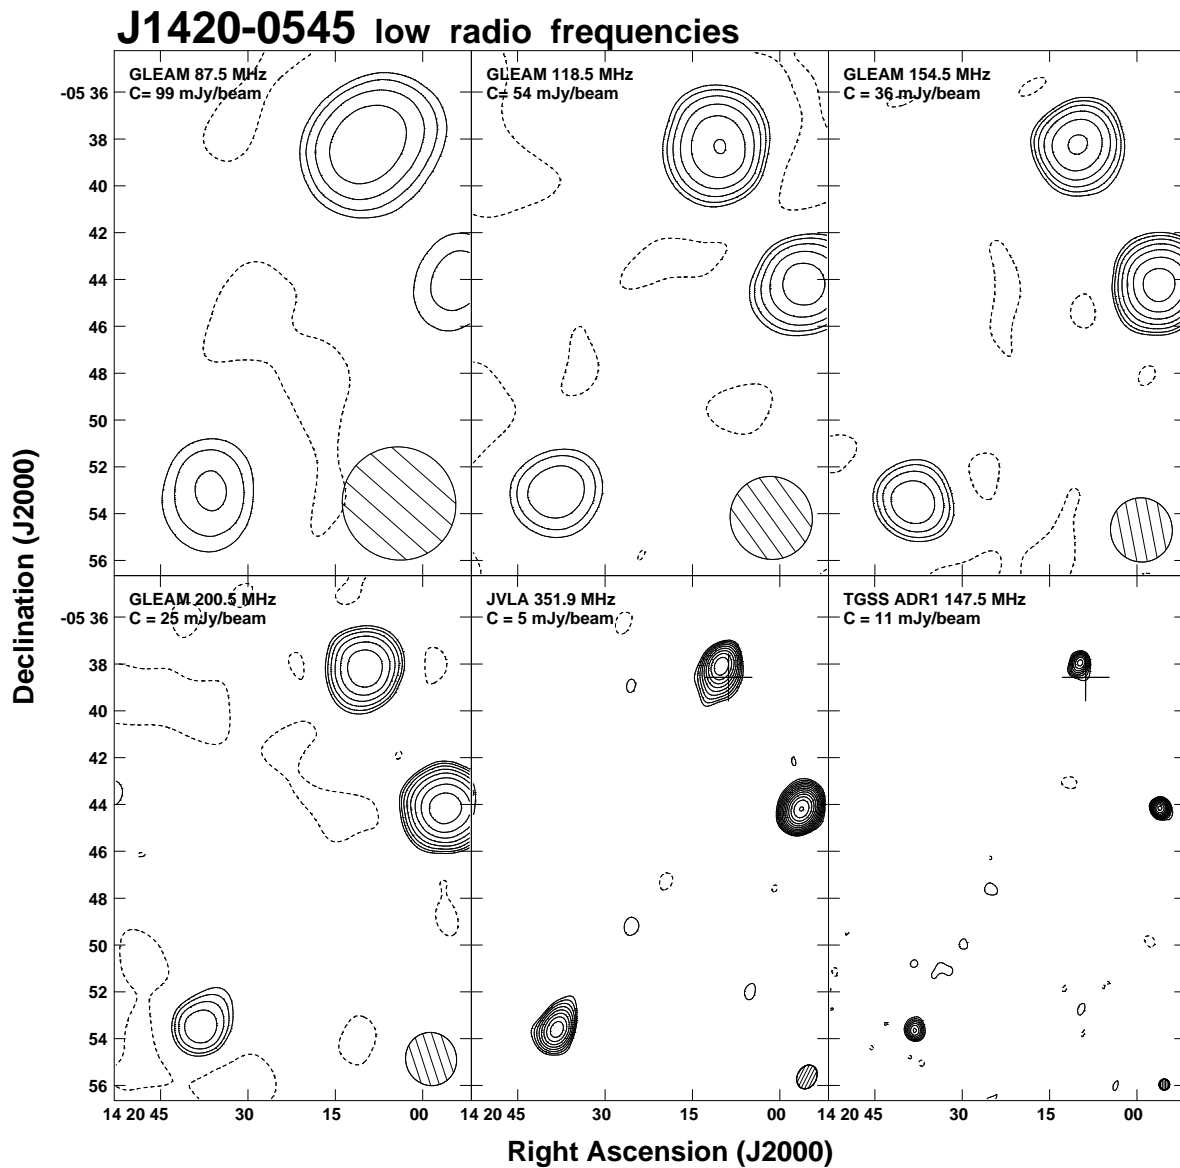 J1420-0545 low radio frequencies
GLEAM 87.5 MHz
C= 99 mJy/beam
GLEAM 118.5 MHz
C= 54 mJy/beam
GLEAM 154.5 MHz
C = 36 mJy/beam
-05 36
38
40
42
44
46
48
50
52
54
56
GLEAM 200.5 MHz
C = 25 mJy/beam
JVLA 351.9 MHz
C = 5 mJy/beam
TGSS ADR1 147.5 MHz
C = 11 mJy/beam
-05 36
38
40
42
44
46
48
50
52
54
56
14 20 45 30 15 00 14 20 45 30 15 00 14 20 45 30 15 00
Declination (J2000)
Right Ascension (J2000)